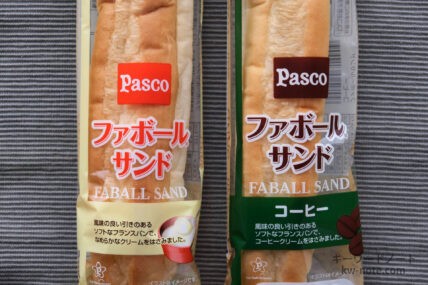 Pasco
ファボール
サンド
FABALL SAND
風味の良い引きのある
ソフトなフランスパンで、
なめらかなクリームをはさみました。
Pasco
ファボール
サンド
FABALL SAND
コーヒー
風味の良い引きのある
ソフトなフランスパンで、
コーヒークリームをはさみました。